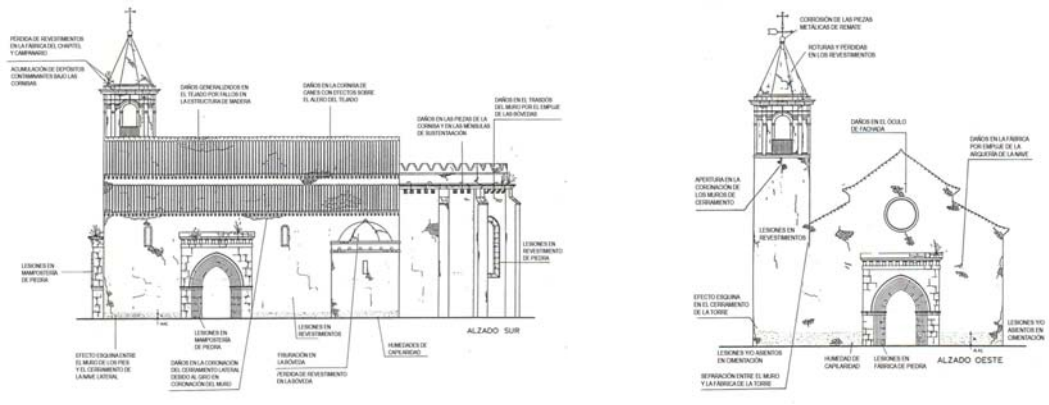 PÉRDIDA DE REVESTIMIENTOS
EN LA FÁBRICA DEL CHAPITEL
Y CAMPANARIO
ACUMULACIÓN DE DEPÓSITOS
CONTAMINANTES BAJO LAS
CORNISAS
DAÑOS GENERALIZADOS EN
EL TEJADO POR FALLOS EN
LA ESTRUCTURA DE MADERA
DAÑOS EN LA CORNISA DE
CANES CON EFECTOS SOBRE
EL ALERO DEL TEJADO
DAÑOS EN LAS PIEZAS DE LA
CORNISA Y EN LAS MÉNSULAS
DE SUSTENTACIÓN
DAÑOS EN EL TRASDÓS
DEL MURO POR EL EMPUJE
DE LAS BÓVEDAS
LESIONES EN
MAMPOSTERÍA
DE PIEDRA
LESIONES EN
REVESTIMIENTO
DE PIEDRA
ALZADO SUR
EFECTO ESQUINA ENTRE
EL MURO DE LOS PIES
Y EL CERRAMIENTO DE
LA NAVE LATERAL
LESIONES EN
MAMPOSTERÍA
DE PIEDRA
DAÑOS EN LA CORONACIÓN
DEL CERRAMIENTO LATERAL
DEBIDO AL GIRO EN
CORONACIÓN DEL MURO
LESIONES EN
REVESTIMIENTOS
FISURACIÓN EN
LA BÓVEDA
PERDIDA DE REVESTIMIENTO
EN LA BÓVEDA
HUMEDADES DE
CAPILARIDAD
CORROSIÓN DE LAS PIEZAS
METÁLICAS DE REMATE
ROTURAS Y PÉRDIDAS
EN LOS REVESTIMIENTOS
DAÑOS EN EL ÓCULO
DE FACHADA
DAÑOS EN LA FÁBRICA
POR EMPUJE DE LA
ARQUERÍA DE LA NAVE
APERTURA EN LA
CORONACIÓN DE
LOS MUROS DE
CERRAMIENTO
LESIONES EN
REVESTIMIENTOS
EFECTO ESQUINA
EN EL CERRAMIENTO
DE LA TORRE
LESIONES Y/O ASIENTOS
EN CIMENTACIÓN
SEPARACIÓN ENTRE EL MURO
Y LA FÁBRICA DE LA TORRE
HUMEDAD DE
CAPILARIDAD
LESIONES EN
FÁBRICA DE PIEDRA
LESIONES Y/O
ASIENTOS EN
CIMENTACIÓN
ALZADO OESTE